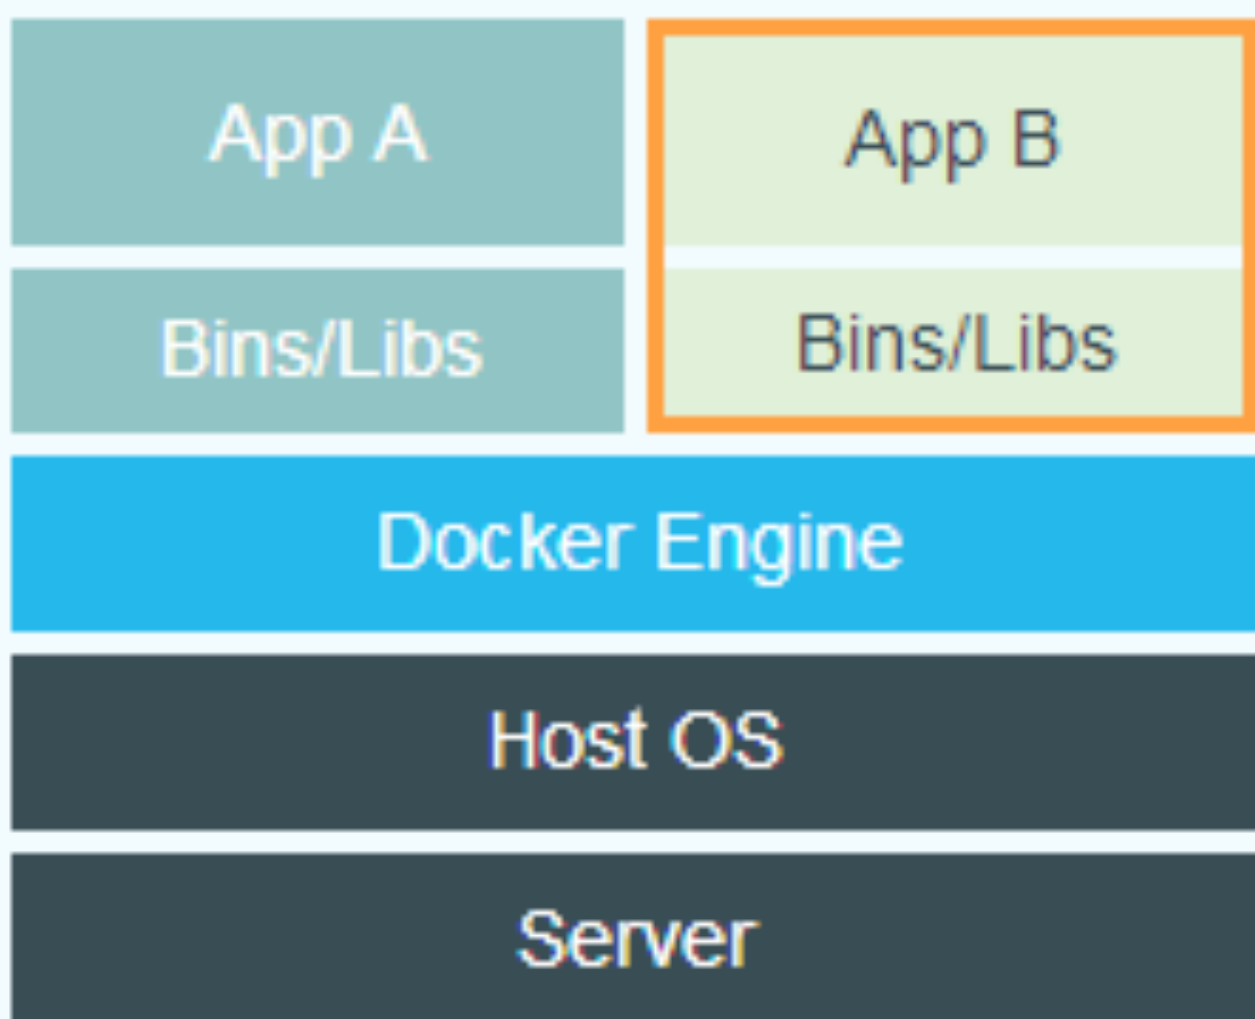 App A
App B
Bins/Libs
Bins/Libs
Docker Engine
Host OS
Server